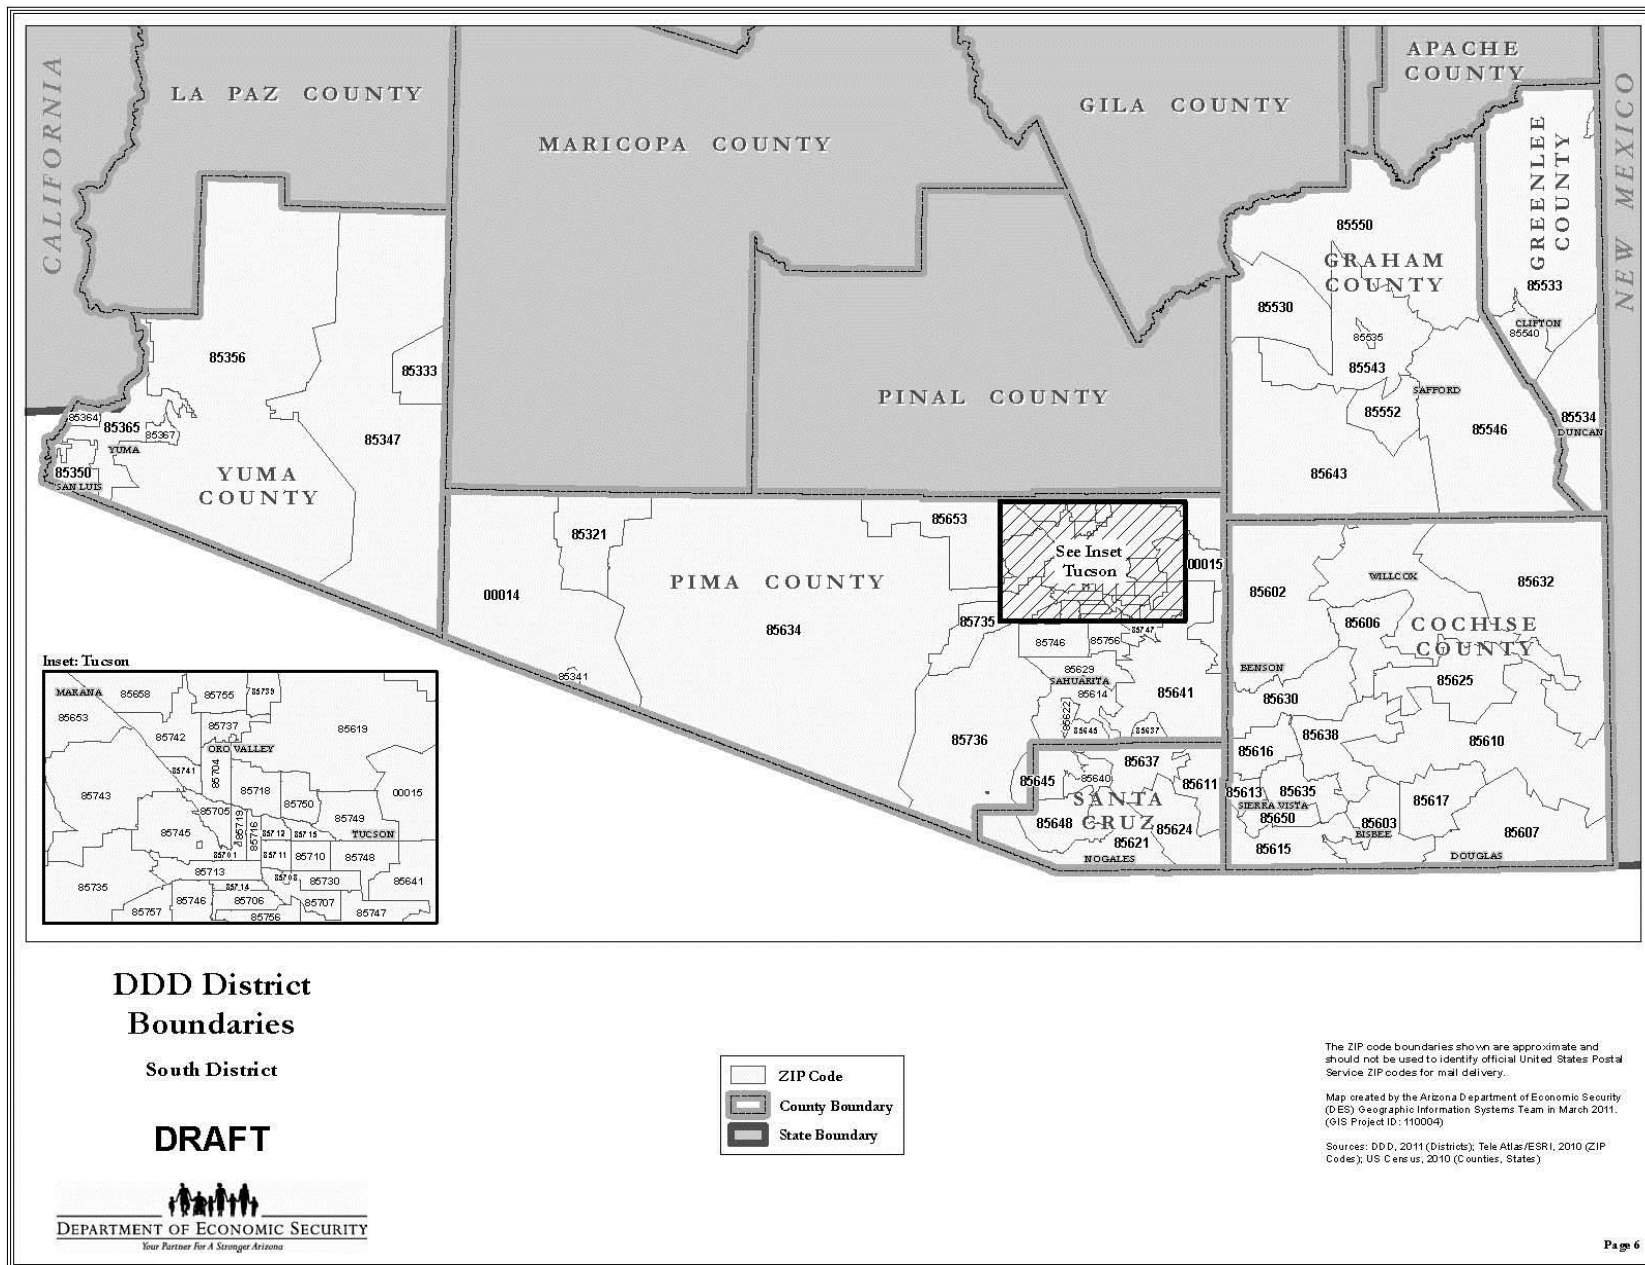 CALIFORNIA
LA PAZ COUNTY
MARICOPA COUNTY
GILA COUNTY
APACHE
COUNTY
NEW MEXICO
GREENLEE
COUNTY
85550
GRAHAM
COUNTY
85533
85530
CLIFTON
85540
85535
85543
85356
85333
PINAL COUNTY
SAFFORD
85552
85534
DUNCAN
85546
85364
85365
85367
85347
YUMA
85350
SAN LUIS
YUMA
COUNTY
85643
85653
85321
See Inset
Tucson
00015
PIMA COUNTY
00014
85634
85735
85602
WILLCOX
85632
85606
COCHISE
COUNTY
85747
85746
85756
85629
SAHUARITA
85614
85641
BENSON
85625
85630
85341
85622
85645
85637
85736
85638
85616
85610
85637
85645
85640
85611
SANTA
CRUZ
85613
85635
SIERRA VISTA
85650
85617
85648
85624
85603
BISBEE
85607
85621
NOGALES
85615
DOUGLAS
Inset: Tucson
MARANA
85658
85755
85739
85653
85737
85619
85742
ORO VALLEY
85741
85704
85743
85718
85750
00015
85705
85719
85716
85749
85745
85712
85715
TUCSON
85701
85711
85710
85748
85713
85708
85730
85641
85735
85714
85746
85706
85707
85757
85756
85747
DDD District
Boundaries
South District
DRAFT
DEPARTMENT OF ECONOMIC SECURITY
Your Partner For A Stronger Arizona
ZIP Code
County Boundary
State Boundary
The ZIP code boundaries shown are approximate and
should not be used to identify official United States Postal
Service ZIP codes for mail delivery.
Map created by the Arizona Department of Economic Security
(DES) Geographic Information Systems Team in March 2011.
(GIS Project ID: 110004)
Sources: DDD, 2011 (Districts); Tele Atlas/ESRI, 2010 (ZIP
Codes); US Census, 2010 (Counties, States)
Page 6